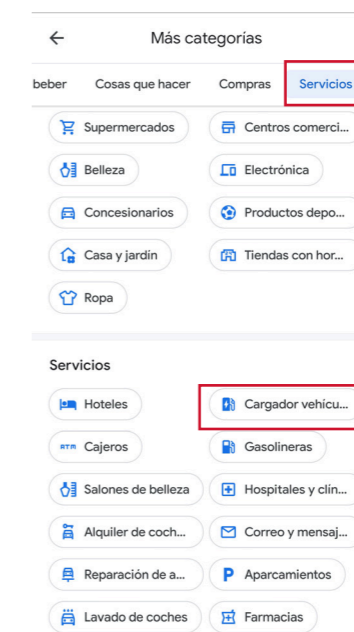 Más categorías
beber Cosas que hacer Compras Servicios
Supermercados Centros comerci...
Belleza Electrónica
Concesionarios Productos depo...
Casa y jardín Tiendas con hor...
Ropa
Servicios
Hoteles Cargador vehícu...
ATM Cajeros Gasolineras
Salones de belleza Hospitales y clín...
Alquiler de coch... Correo y mensaj...
Reparación de a... P Aparcamientos
Lavado de coches Farmacias